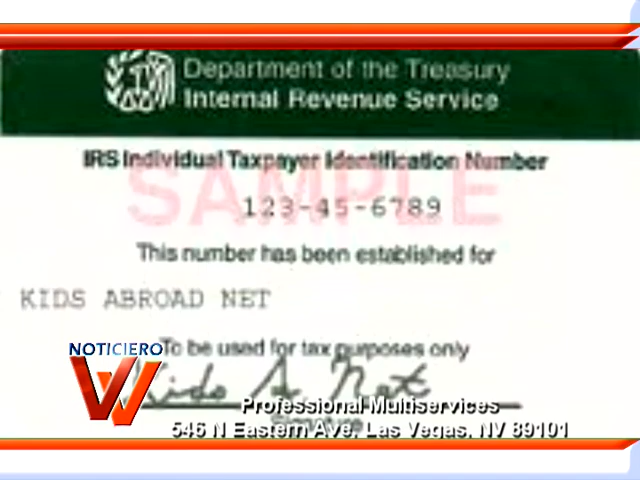 Department of the Treasury
Internal Revenue Service
IRS Individual Taxpayer Identification Number
SAMPLE
123-45-6789
This number has been established for
KIDS ABROAD NET
To be used for tax purposes only
Kids A Net
NOTICIERO
Professional Multiservices
546 N Eastern Ave, Las Vegas, NV 89101